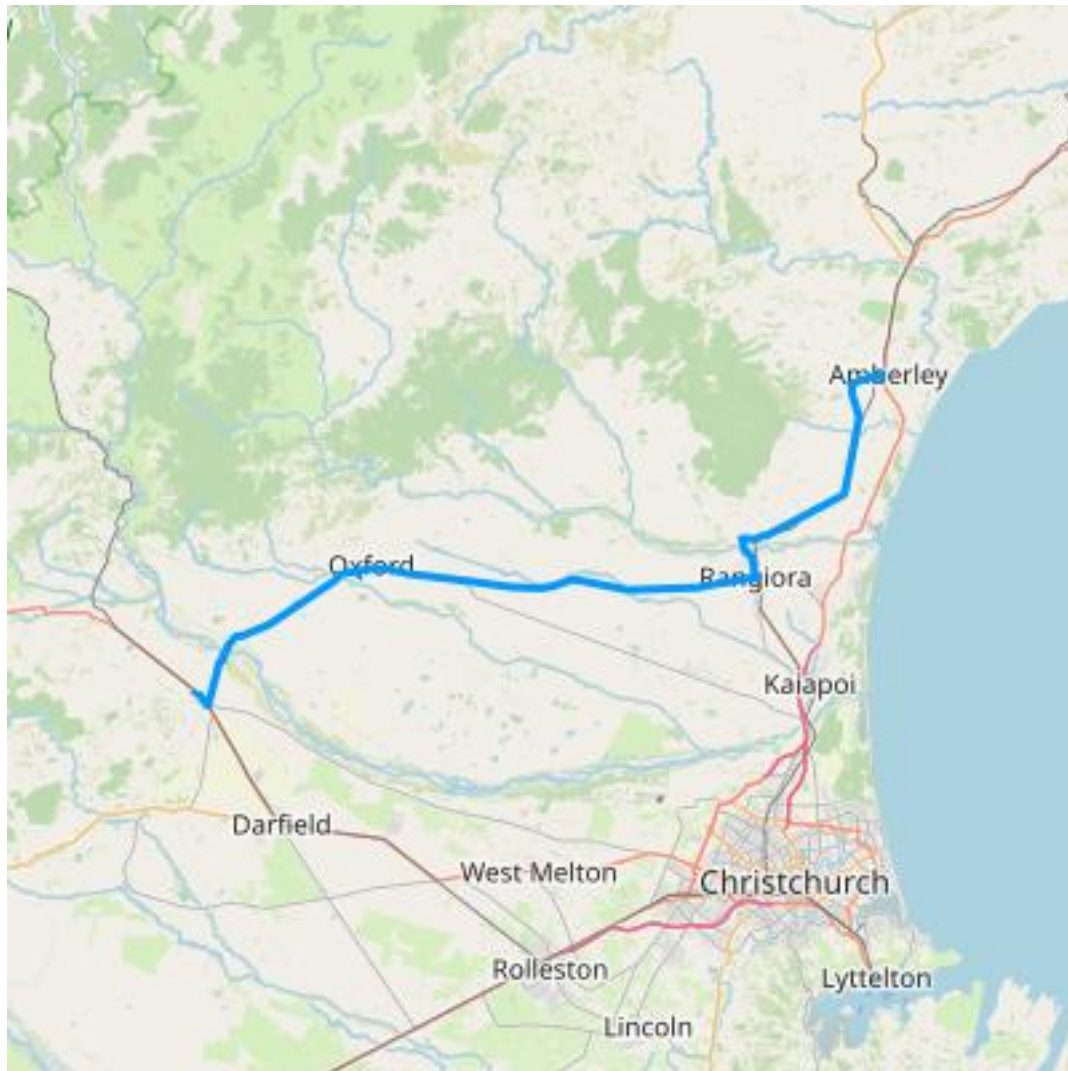 Amberley
Oxford
Rangiora
Kaiapoi
Darfield
West Melton
Christchurch
Rolleston
Lyttelton
Lincoln